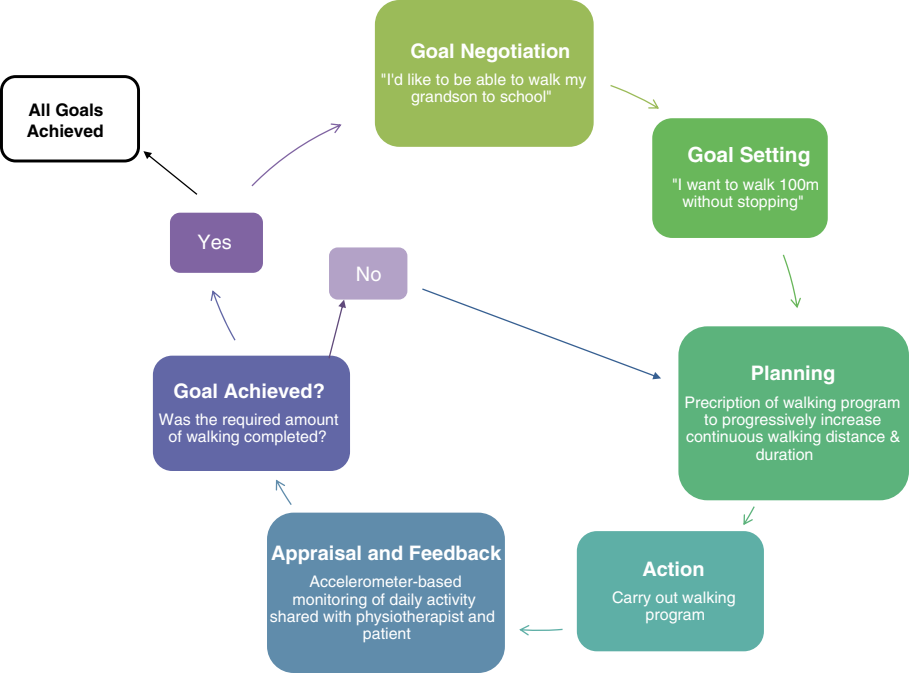 Goal Negotiation
"I'd like to be able to walk my
grandson to school"
All Goals
Achieved
Goal Setting
"I want to walk 100m
without stopping"
Yes
No
Planning
Precription of walking program
to progressively increase
continuous walking distance &
duration
Goal Achieved?
Was the required amount
of walking completed?
Appraisal and Feedback
Accelerometer-based
monitoring of daily activity
shared with physiotherapist and
patient
Action
Carry out walking
program